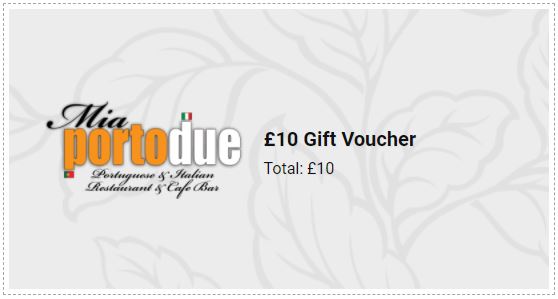 Mia
portodue
Portuguese & Italian
Restaurant & Cafe Bar
£10 Gift Voucher
Total: £10